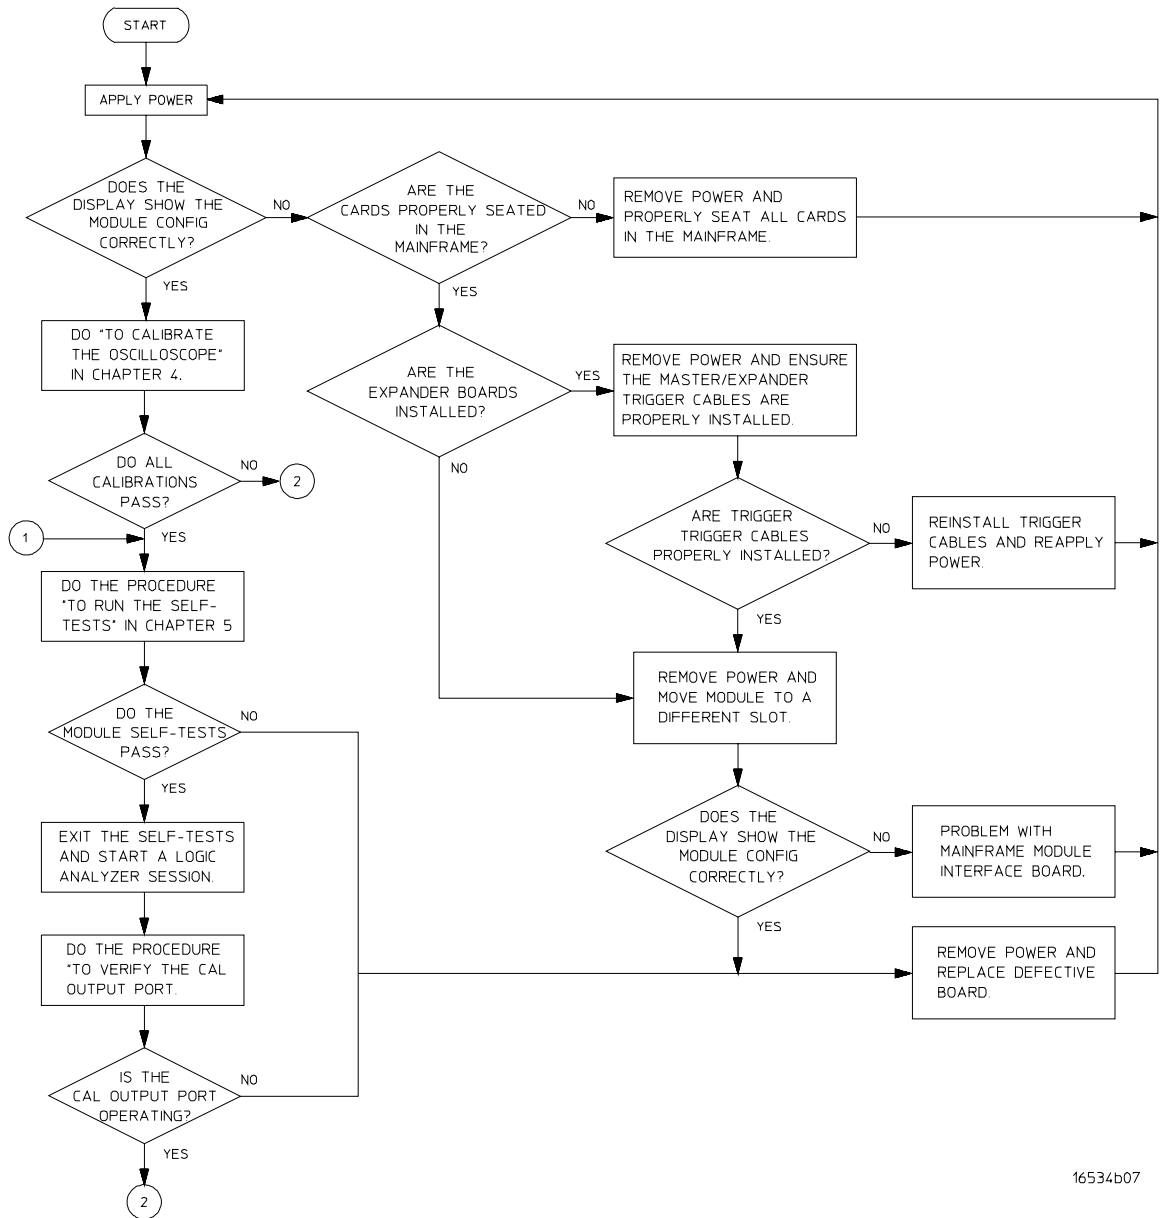 START
APPLY POWER
DOES THE
DISPLAY SHOW THE
MODULE CONFIG
CORRECTLY?
NO
YES
ARE THE
CARDS PROPERLY SEATED
IN THE
MAINFRAME?
NO
YES
REMOVE POWER AND
PROPERLY SEAT ALL CARDS
IN THE MAINFRAME.
DO "TO CALIBRATE
THE OSCILLOSCOPE"
IN CHAPTER 4.
ARE THE
EXPANDER BOARDS
INSTALLED?
YES
NO
REMOVE POWER AND ENSURE
THE MASTER/EXPANDER
TRIGGER CABLES ARE
PROPERLY INSTALLED.
DO ALL
CALIBRATIONS
PASS?
NO
2
YES
1
ARE TRIGGER
TRIGGER CABLES
PROPERLY INSTALLED?
NO
YES
REINSTALL TRIGGER
CABLES AND REAPPLY
POWER.
DO THE PROCEDURE
"TO RUN THE SELF-
TESTS" IN CHAPTER 5
REMOVE POWER AND
MOVE MODULE TO A
DIFFERENT SLOT.
DO THE
MODULE SELF-TESTS
PASS?
NO
YES
DOES THE
DISPLAY SHOW THE
MODULE CONFIG
CORRECTLY?
NO
YES
PROBLEM WITH
MAINFRAME MODULE
INTERFACE BOARD.
EXIT THE SELF-TESTS
AND START A LOGIC
ANALYZER SESSION.
DO THE PROCEDURE
"TO VERIFY THE CAL
OUTPUT PORT.
REMOVE POWER AND
REPLACE DEFECTIVE
BOARD.
IS THE
CAL OUTPUT PORT
OPERATING?
NO
YES
2
16534b07